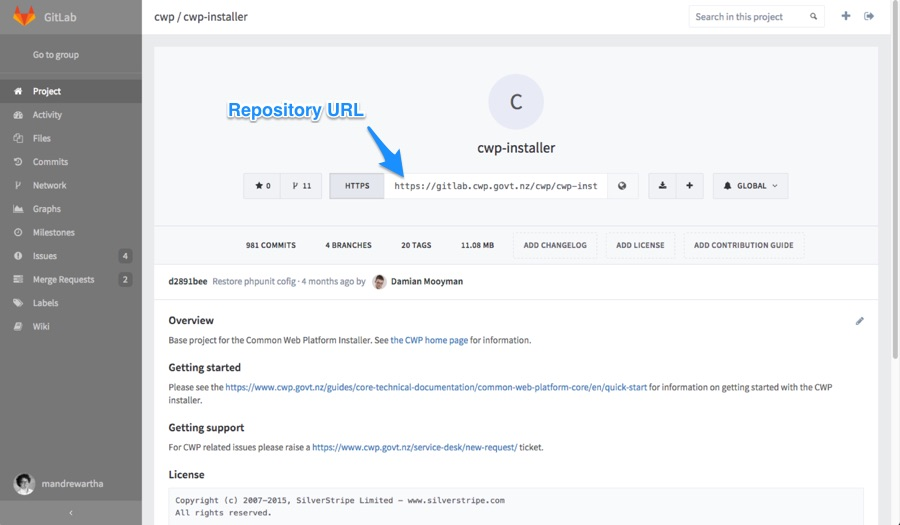 GitLab
cwp / cwp-installer
Search in this project
Go to group
Project
Activity
Files
Commits
Network
Graphs
Milestones
Issues 4
Merge Requests 2
Labels
Wiki
mandrewartha
C
Repository URL
cwp-installer
0
11
HTTPS
https://gitlab.cwp.govt.nz/cwp/cwp-inst
GLOBAL
981 COMMITS
4 BRANCHES
20 TAGS
11.08 MB
ADD CHANGELOG
ADD LICENSE
ADD CONTRIBUTION GUIDE
d2891bee Restore phpunit cofig · 4 months ago by Damian Mooyman
Overview
Base project for the Common Web Platform Installer. See the CWP home page for information.
Getting started
Please see the https://www.cwp.govt.nz/guides/core-technical-documentation/common-web-platform-core/en/quick-start for information on getting started with the CWP
installer.
Getting support
For CWP related issues please raise a https://www.cwp.govt.nz/service-desk/new-request/ ticket.
License
Copyright (c) 2007-2015, SilverStripe Limited - www.silverstripe.com
All rights reserved.